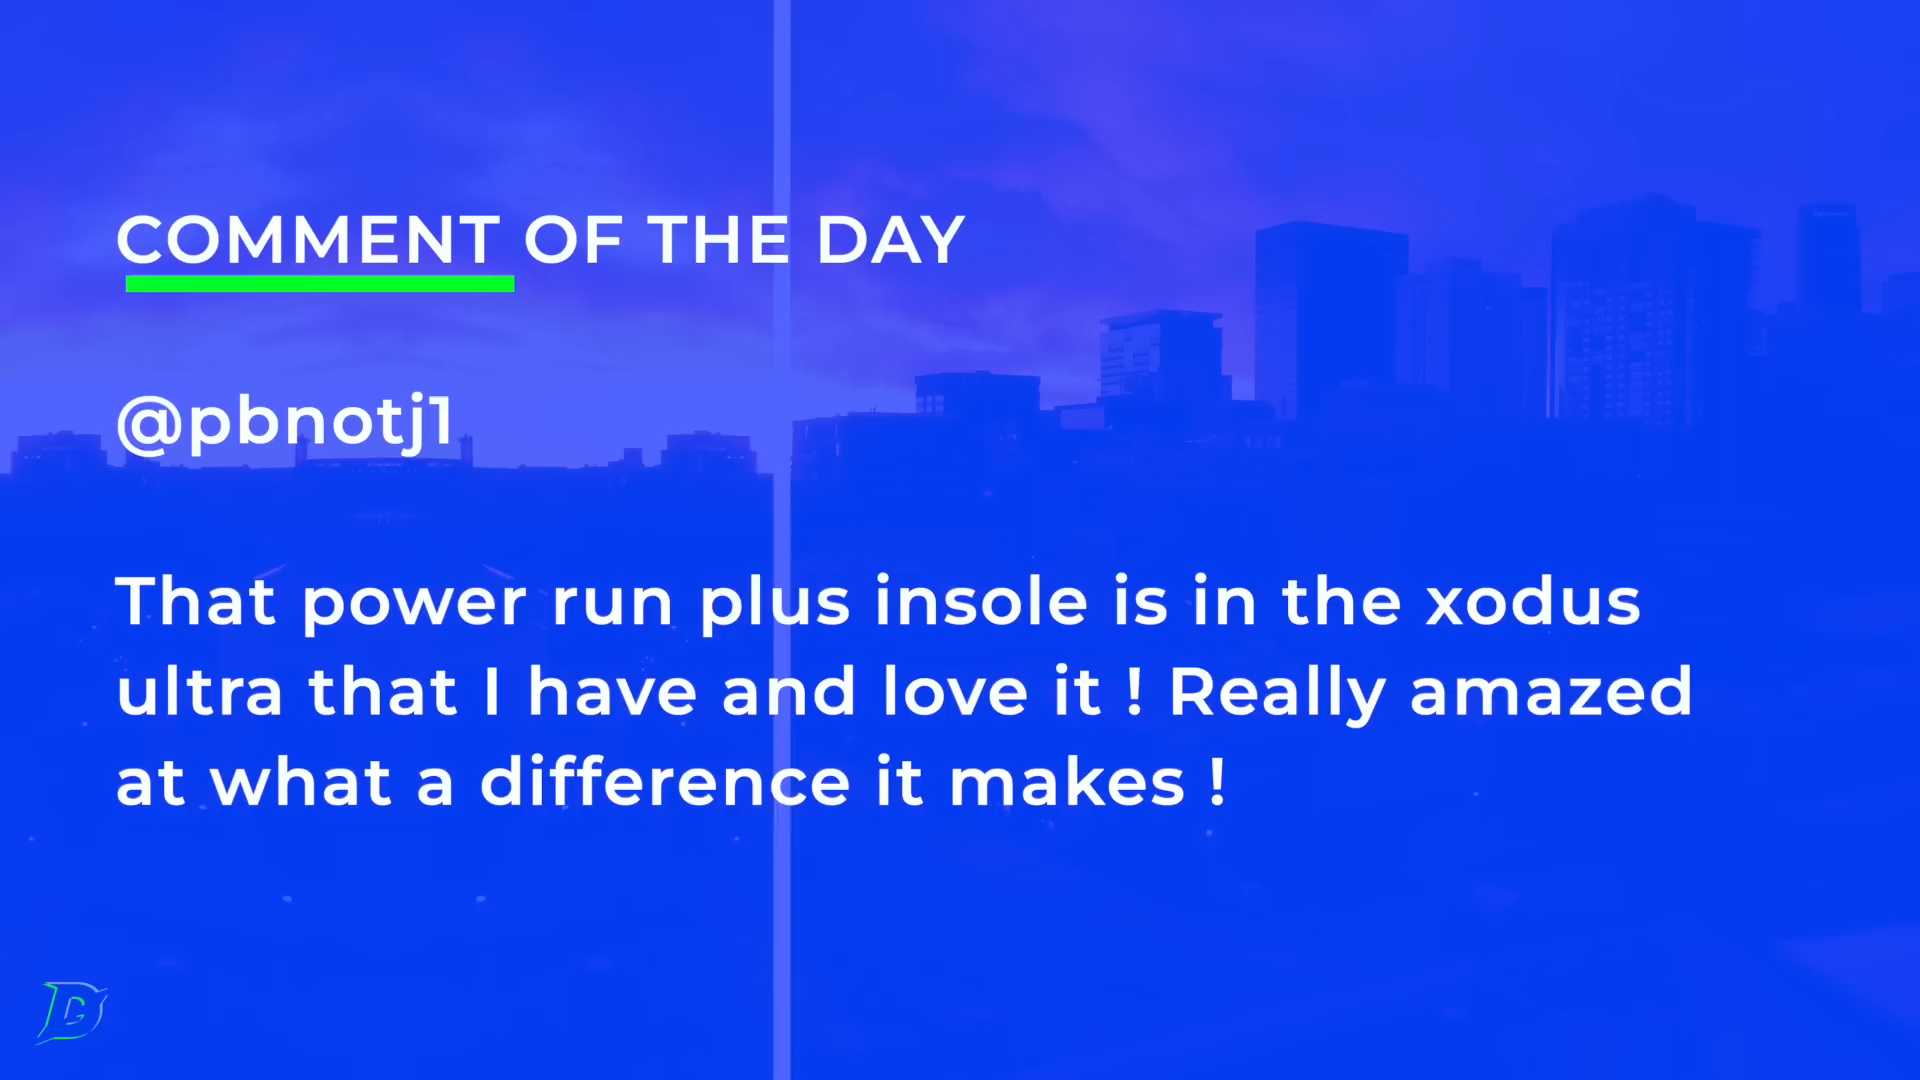 COMMENT OF THE DAY
@pbnotj1
That power run plus insole is in the xodus
ultra that I have and love it ! Really amazed
at what a difference it makes !